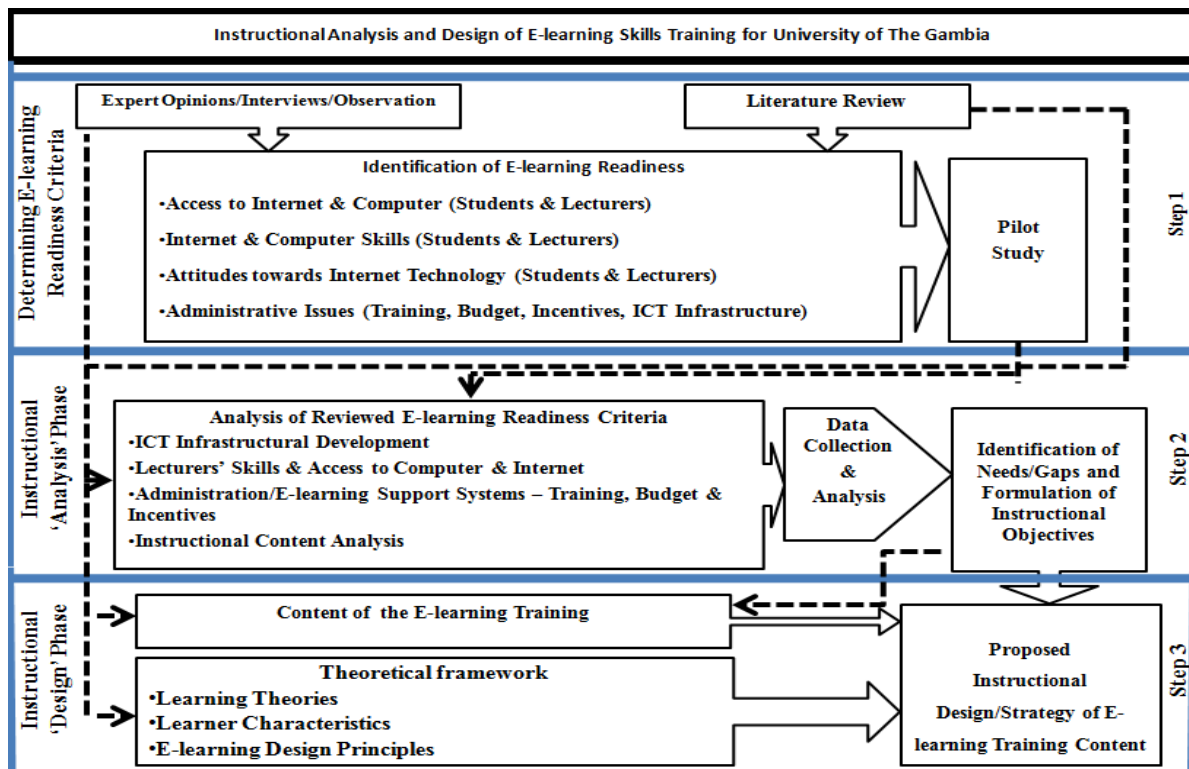 Instructional Analysis and Design of E-learning Skills Training for University of The Gambia
Determining E-learning
Readiness Criteria
Expert Opinions/Interviews/Observation
Literature Review
Identification of E-learning Readiness
•Access to Internet & Computer (Students & Lecturers)
•Internet & Computer Skills (Students & Lecturers)
•Attitudes towards Internet Technology (Students & Lecturers)
•Administrative Issues (Training, Budget, Incentives, ICT Infrastructure)
Pilot
Study
Step 1
Instructional
‘Analysis’ Phase
Analysis of Reviewed E-learning Readiness Criteria
•ICT Infrastructural Development
•Lecturers’ Skills & Access to Computer & Internet
•Administration/E-learning Support Systems – Training, Budget &
Incentives
•Instructional Content Analysis
Data
Collection
&
Analysis
Identification of
Needs/Gaps and
Formulation of
Instructional
Objectives
Step 2
Instructional
‘Design’ Phase
Content of the E-learning Training
Theoretical framework
•Learning Theories
•Learner Characteristics
•E-learning Design Principles
Proposed
Instructional
Design/Strategy of E-
learning Training Content
Step 3